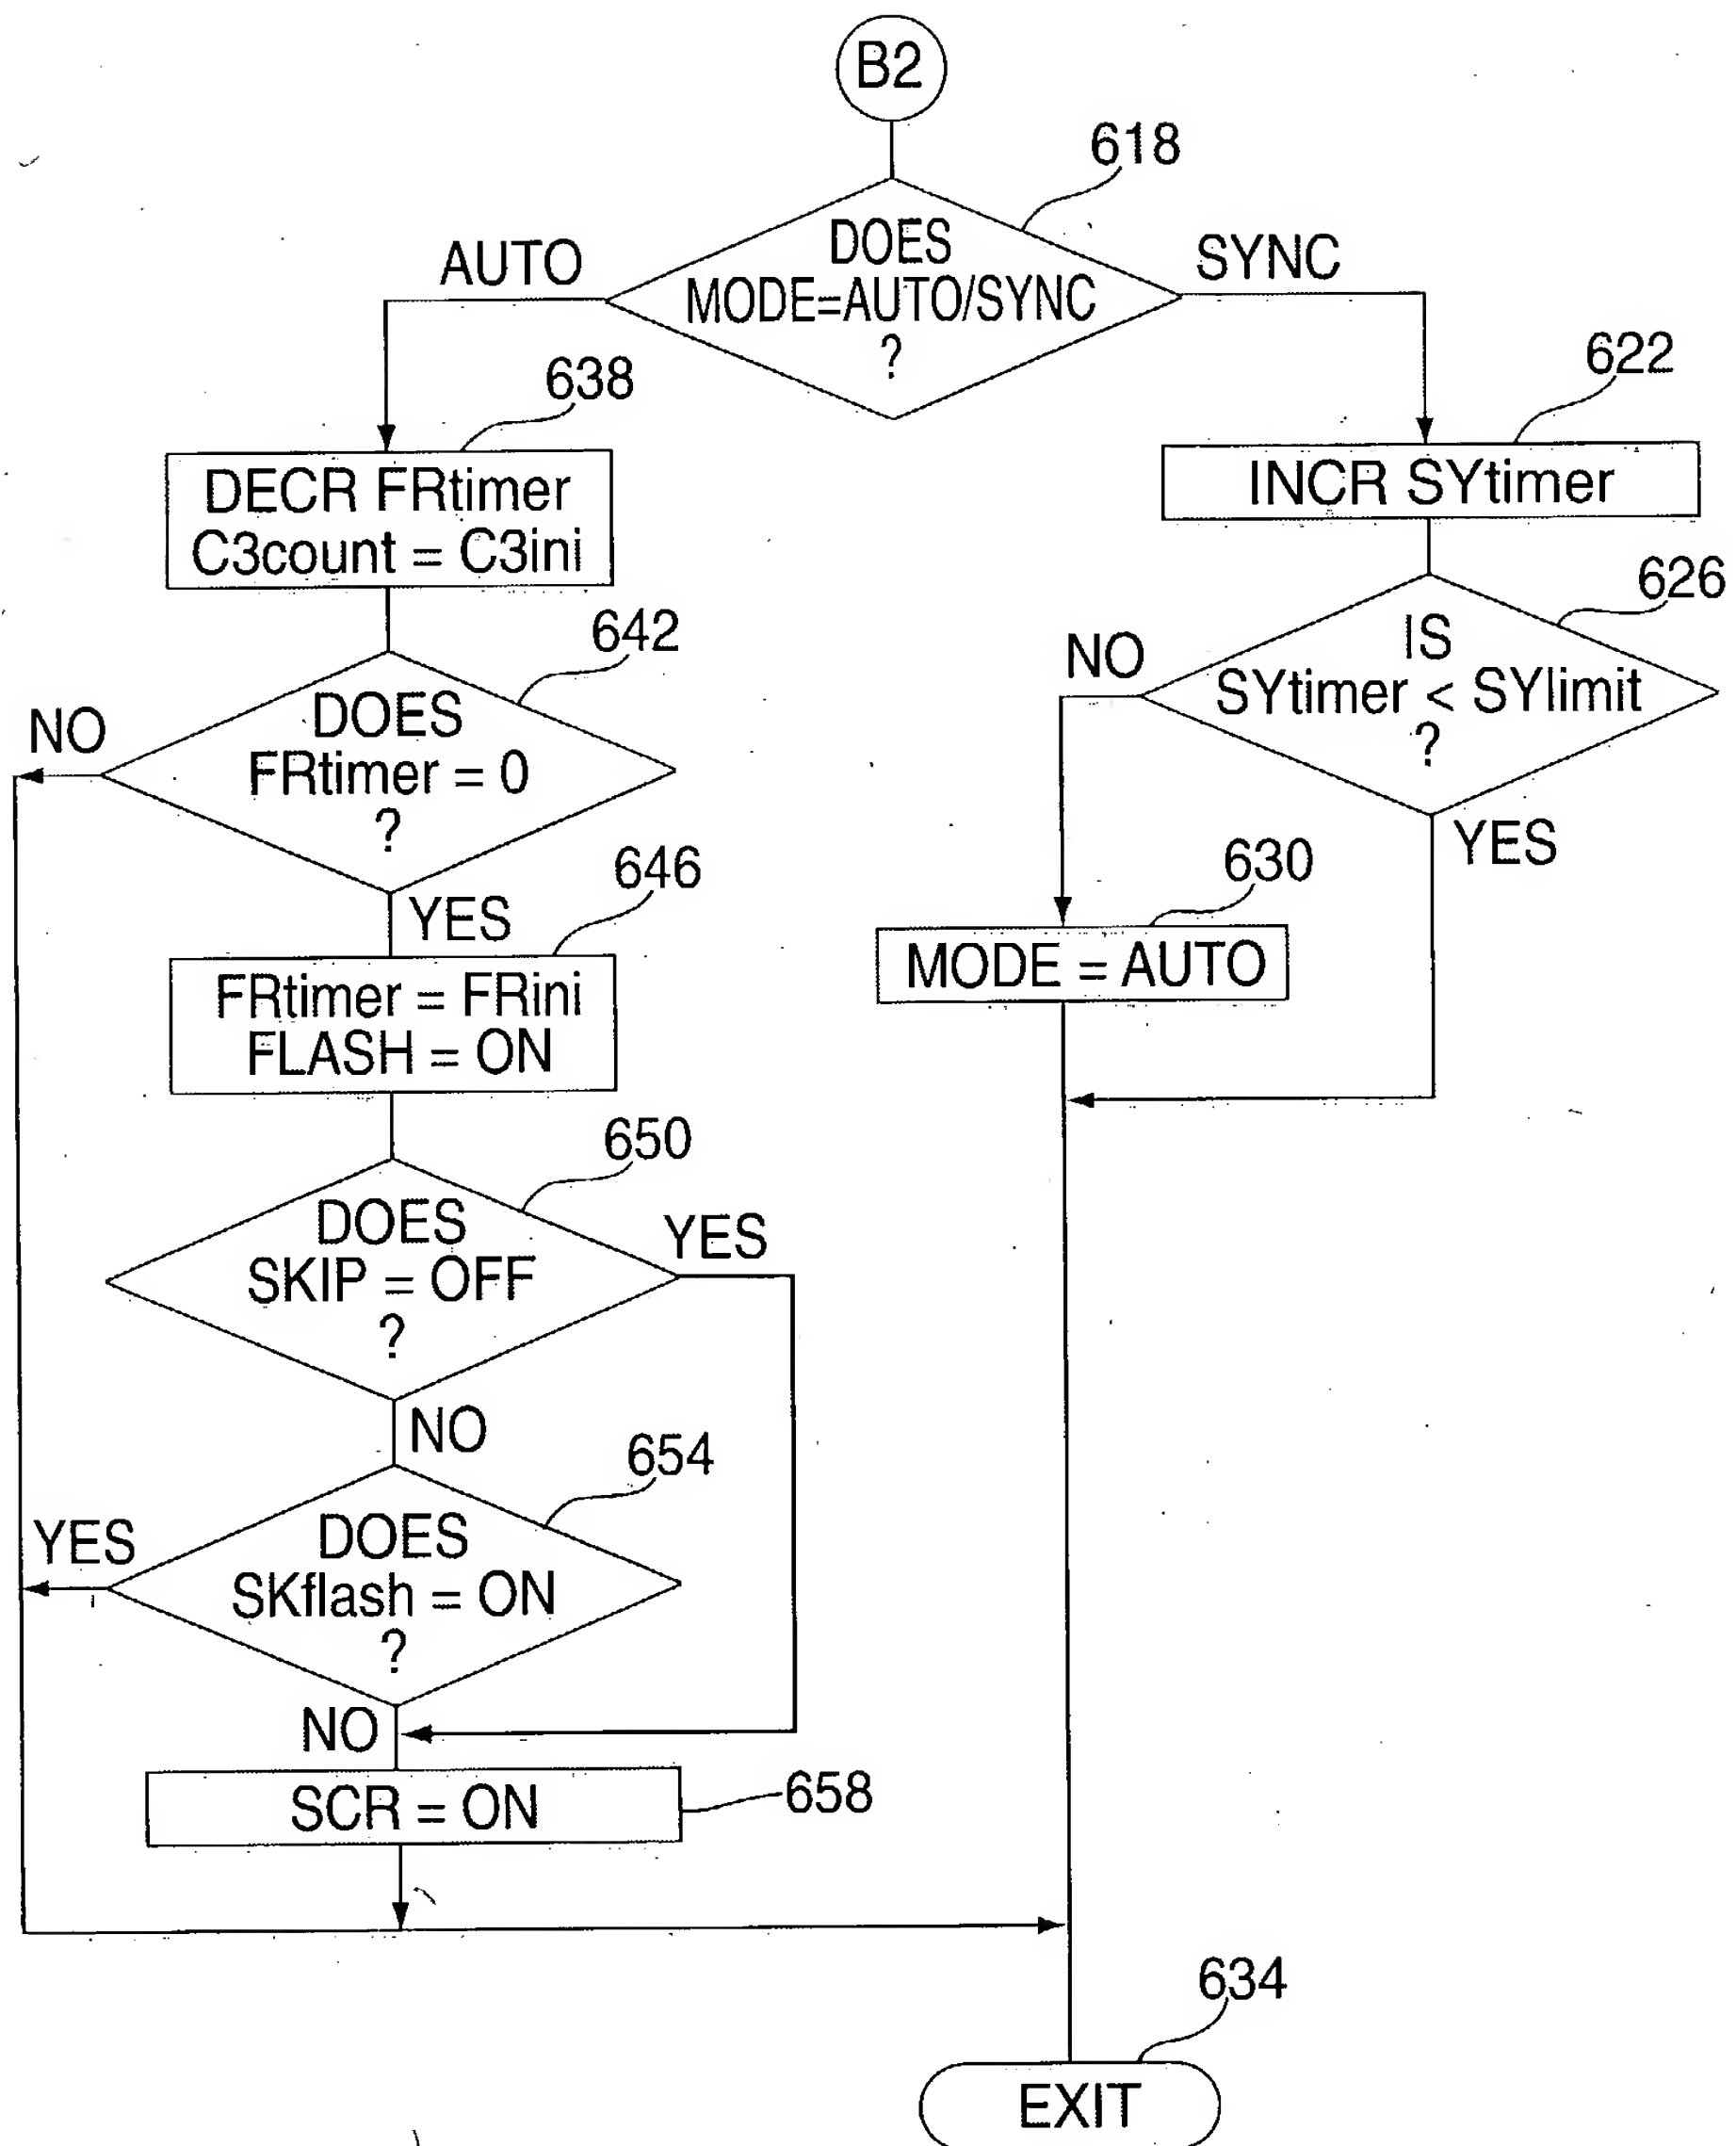 B2
618
DOES
MODE=AUTO/SYNC
?
AUTO
SYNC
638
DECR FRtimer
C3count = C3ini
622
INCR SYtimer
642
DOES
FRtimer = 0
?
NO
YES
626
IS
SYtimer < SYlimit
?
NO
YES
646
FRtimer = FRini
FLASH = ON
630
MODE = AUTO
650
DOES
SKIP = OFF
?
YES
NO
654
DOES
SKflash = ON
?
YES
NO
SCR = ON
658
634
EXIT